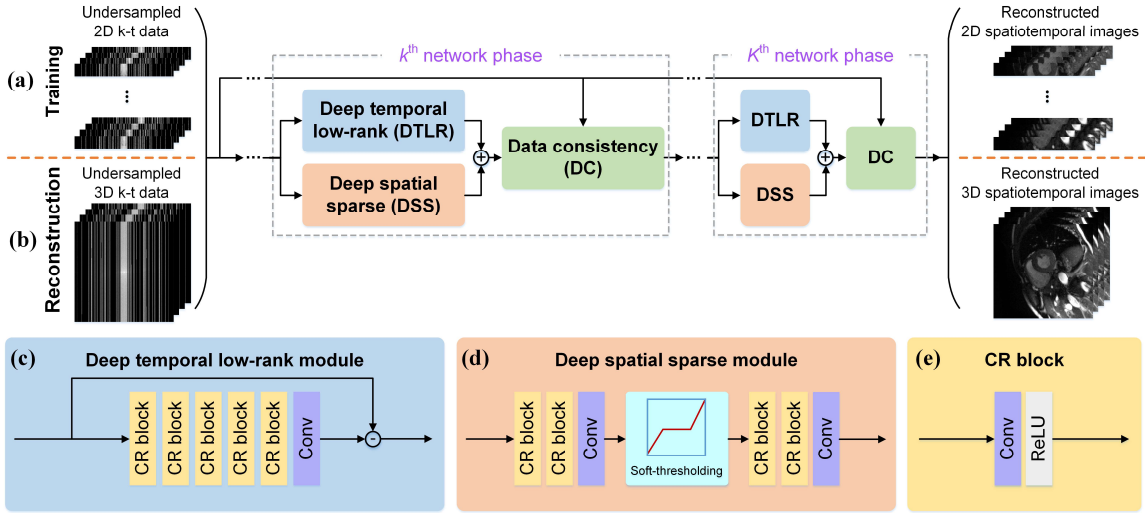 (a)
Training
Undersampled
2D k-t data
...
kth network phase
Kth network phase
...
...
Deep temporal
low-rank (DTLR)
Deep spatial
sparse (DSS)
+
Data consistency
(DC)
...
...
DTLR
DSS
+
DC
Reconstructed
2D spatiotemporal images
...
(b)
Reconstruction
Undersampled
3D k-t data
Reconstructed
3D spatiotemporal images
(c)
Deep temporal low-rank module
CR block
CR block
CR block
CR block
CR block
Conv
-
(d)
Deep spatial sparse module
CR block
CR block
Conv
Soft-thresholding
CR block
CR block
Conv
(e)
CR block
Conv
ReLU